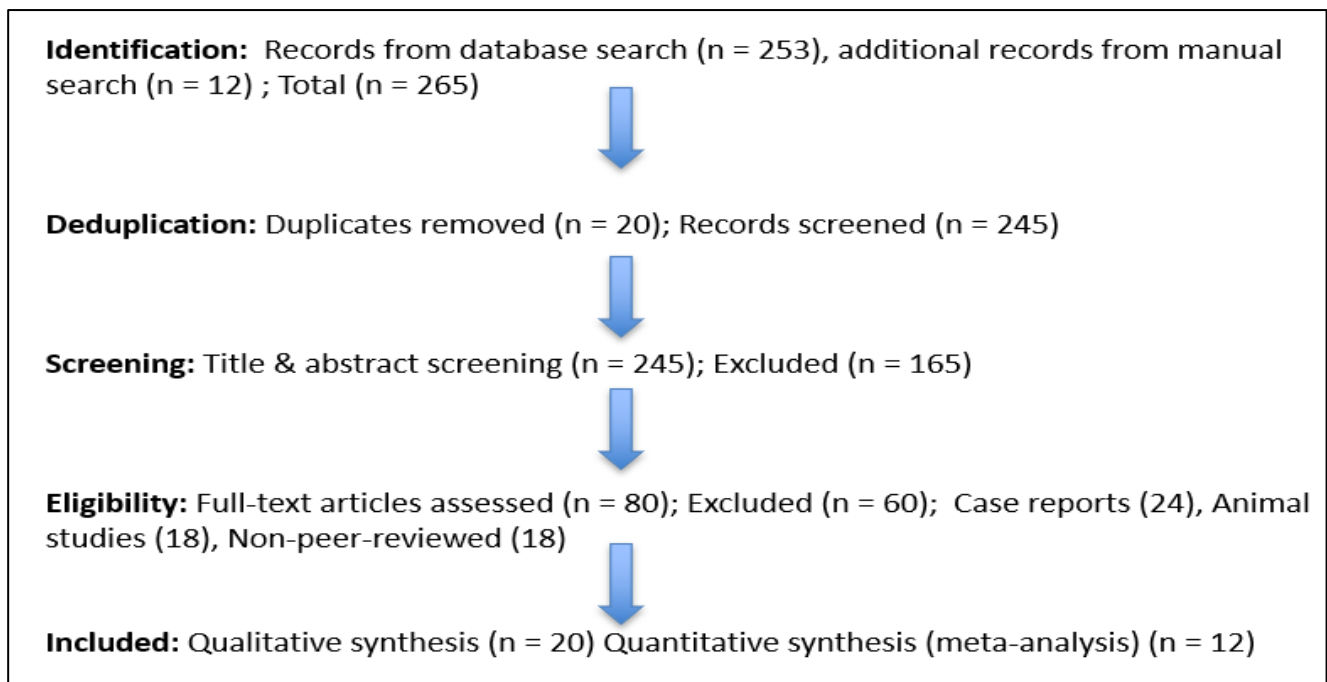 Identification: Records from database search (n = 253), additional records from manual
search (n = 12) ; Total (n = 265)
Deduplication: Duplicates removed (n = 20); Records screened (n = 245)
Screening: Title & abstract screening (n = 245); Excluded (n = 165)
Eligibility: Full-text articles assessed (n = 80); Excluded (n = 60); Case reports (24), Animal
studies (18), Non-peer-reviewed (18)
Included: Qualitative synthesis (n = 20) Quantitative synthesis (meta-analysis) (n = 12)